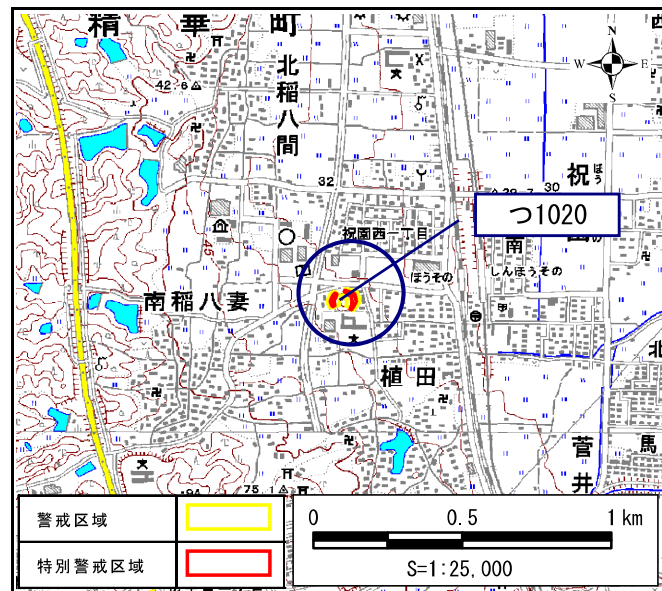 精華町
北稲八間
42.6
N
W
E
S
西
32
30
祝園
ほう
つ1020
祝園西一丁目
南
ほうその
しんほうその
45
南稲八妻
植田
北
菅井
馬
75.1
警戒区域
特別警戒区域
0 0.5 1km
S=1:25,000